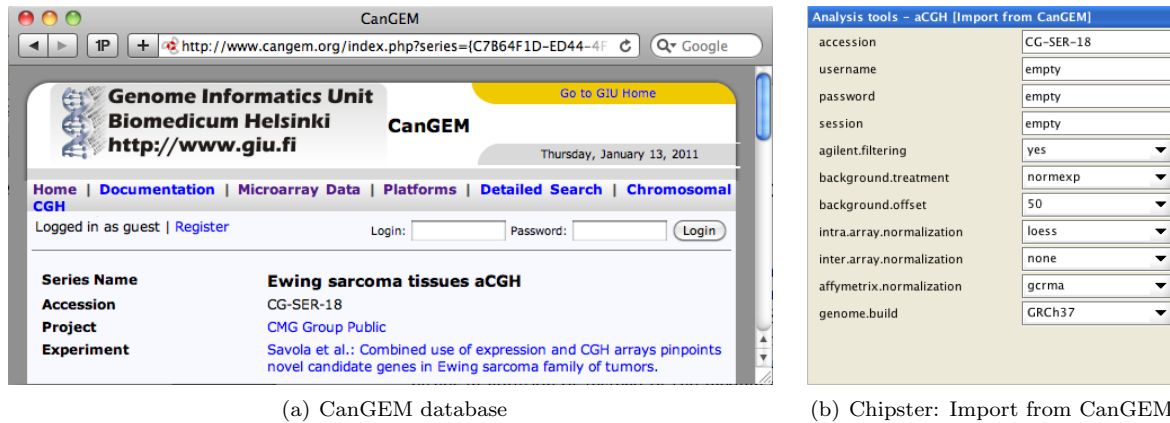 CanGEM
1P
+
http://www.cangem.org/index.php?series={C7B64F1D-ED44-4F
Google
Genome Informatics Unit
Biomedicum Helsinki
http://www.giu.fi
CanGEM
Go to GIU Home
Thursday, January 13, 2011
Home | Documentation | Microarray Data | Platforms | Detailed Search | Chromosomal
CGH
Logged in as guest | Register
Login:
Password:
Login
Series Name Ewing sarcoma tissues aCGH
Accession CG-SER-18
Project CMG Group Public
Experiment Savola et al.: Combined use of expression and CGH arrays pinpoints
novel candidate genes in Ewing sarcoma family of tumors.
(a) CanGEM database
Analysis tools - aCGH [Import from CanGEM]
accession CG-SER-18
username empty
password empty
session empty
agilent.filtering yes
background.treatment normexp
background.offset 50
intra.array.normalization loess
inter.array.normalization none
affymetrix.normalization gcrma
genome.build GRCh37
(b) Chipster: Import from CanGEM